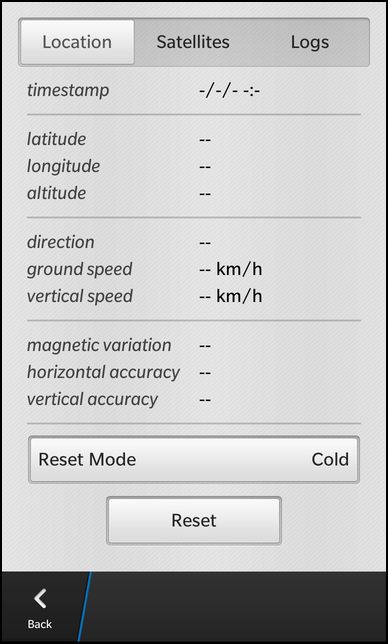 Location Satellites Logs
timestamp -/-/- -:-
latitude --
longitude --
altitude --
direction --
ground speed -- km/h
vertical speed -- km/h
magnetic variation --
horizontal accuracy --
vertical accuracy --
Reset Mode Cold
Reset
Back